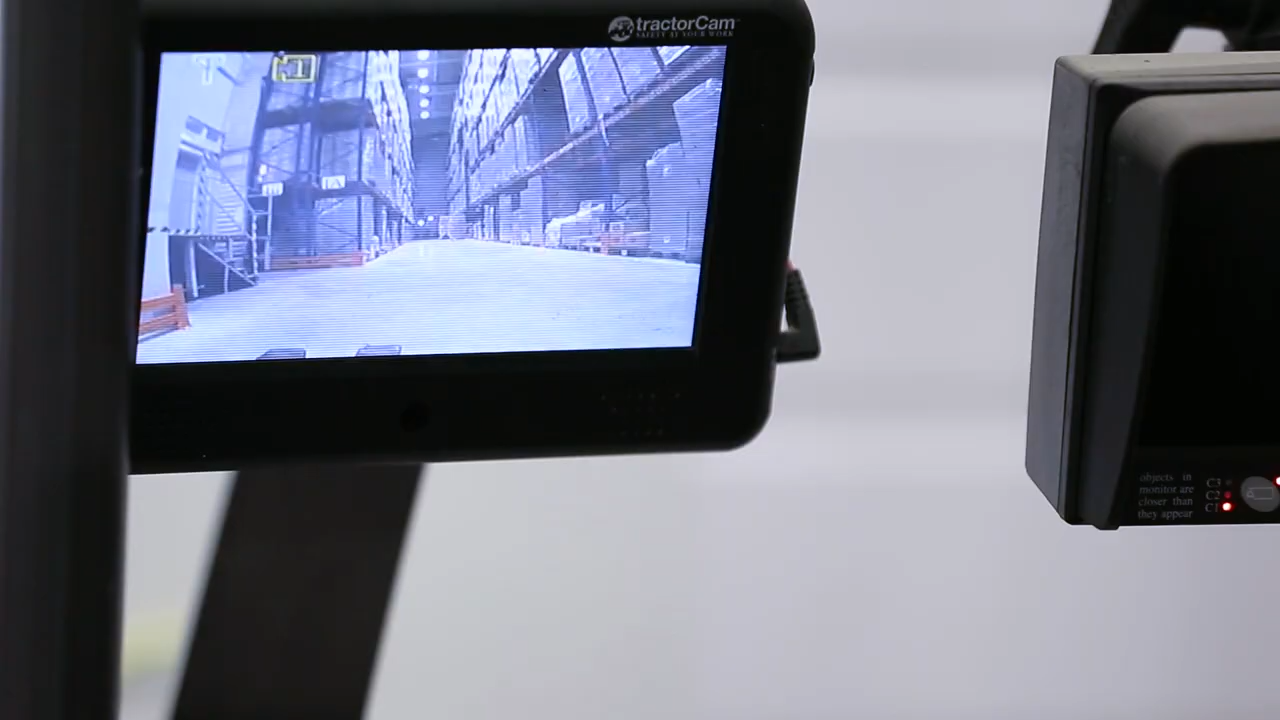 tractorCam
SAFETY AT YOUR WORK
1
objects in
monitor are
closer than
they appear
C3
C2
C1